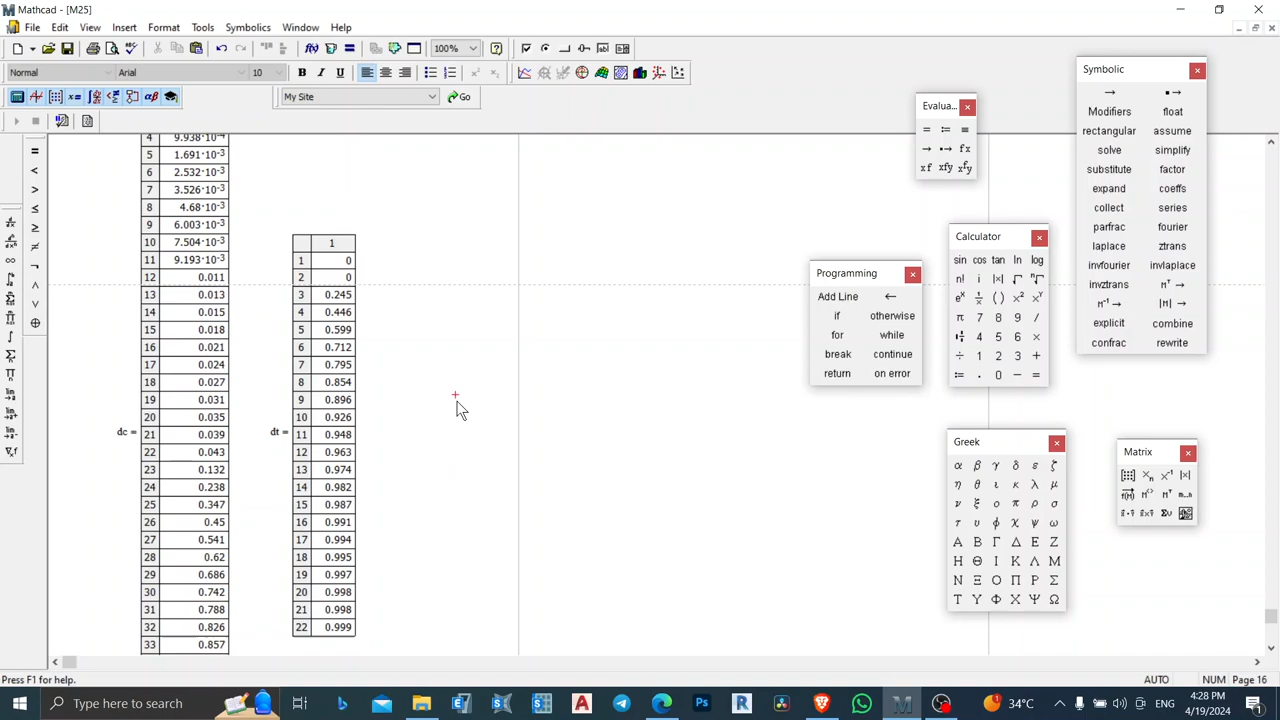 Mathcad - [M25]
File Edit View Insert Format Tools Symbolics Window Help
100%
Normal Arial 10 B I U
My Site Go
4 9.938·10-4
5 1.691·10-3
6 2.532·10-3
7 3.526·10-3
8 4.68·10-3
9 6.003·10-3
10 7.504·10-3
11 9.193·10-3
12 0.011
13 0.013
14 0.015
15 0.018
16 0.021
17 0.024
18 0.027
19 0.031
20 0.035
dc = 21 0.039
22 0.043
23 0.132
24 0.238
25 0.347
26 0.45
27 0.541
28 0.62
29 0.686
30 0.742
31 0.788
32 0.826
33 0.857
1
1 0
2 0
3 0.245
4 0.446
5 0.599
6 0.712
7 0.795
8 0.854
9 0.896
10 0.926
dt = 11 0.948
12 0.963
13 0.974
14 0.982
15 0.987
16 0.991
17 0.994
18 0.995
19 0.997
20 0.998
21 0.998
22 0.999
Evalua...
= := ≡
→ ▪→ fx
xf xfy xfy
Programming
Add Line ←
if otherwise
for while
break continue
return on error
Calculator
sin cos tan ln log
n! i |×| √ n√
eX 1/x ( ) ×2 ×Y
π 7 8 9 /
4 5 6 ×
÷ 1 2 3 +
:= . 0 − =
Symbolic
→ ▪→
Modifiers float
rectangular assume
solve simplify
substitute factor
expand coeffs
collect series
parfrac fourier
laplace ztrans
invfourier invlaplace
invztrans MT →
M-1 → |M| →
explicit combine
confrac rewrite
Greek
α β γ δ ε ζ
η θ ι κ λ μ
ν ξ ο π ρ σ
τ υ φ χ ψ ω
Α Β Γ Δ Ε Ζ
Η Θ Ι Κ Λ Μ
Ν Ξ Ο Π Ρ Σ
Τ Υ Φ Χ Ψ Ω
Matrix
Press F1 for help. AUTO NUM Page 16
Type here to search
34°C
ENG
4:28 PM
4/19/2024